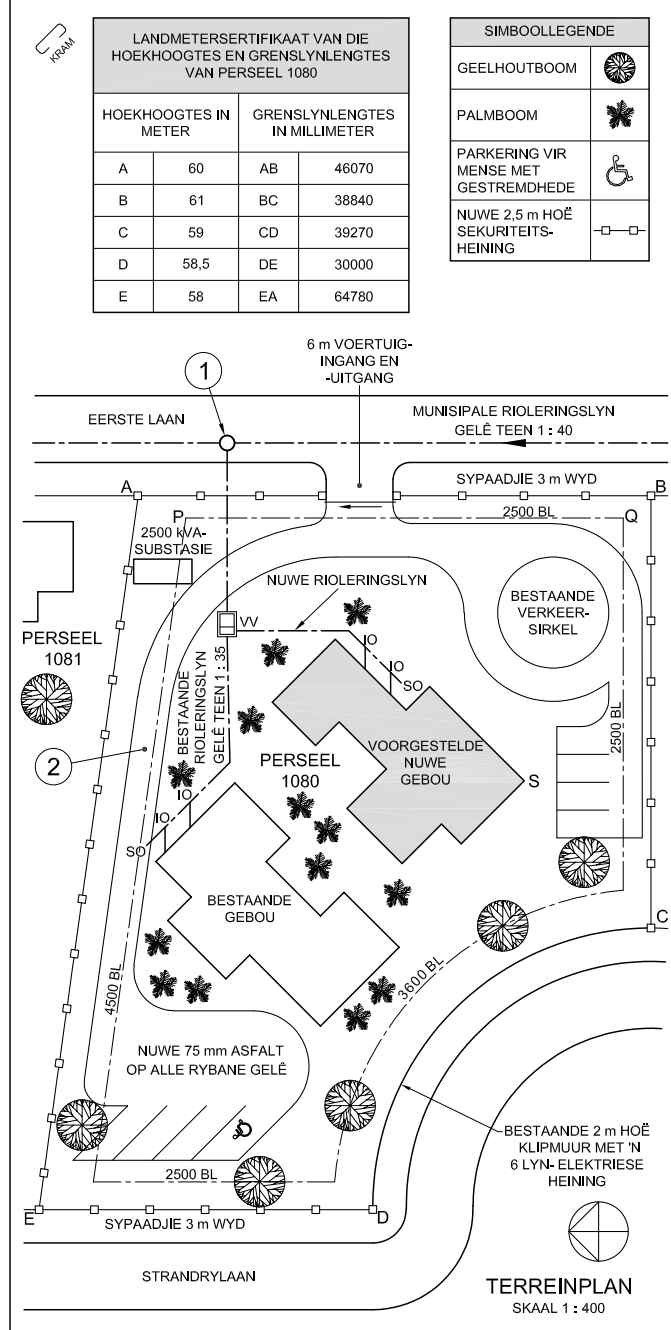 KRAM
LANDMETERSERTIFIKAAT VAN DIE
HOEKHOOGTES EN GRENSLYNLENGTES
VAN PERSEEL 1080
HOEKHOOGTES IN
METER
GRENSLYNLENGTES
IN MILLIMETER
A 60 AB 46070
B 61 BC 38840
C 59 CD 39270
D 58,5 DE 30000
E 58 EA 64780
SIMBOOLLEGENDE
GEELHOUTBOOM
PALMBOOM
PARKERING VIR
MENSE MET
GESTREMDHEDE
NUWE 2,5 m HOË
SEKURITEITS-
HEINING
6 m VOERTUIG-
INGANG EN
-UITGANG
1
EERSTE LAAN
MUNISIPALE RIOLERINGSLYN
GELÊ TEEN 1 : 40
SYPAADJIE 3 m WYD
A
B
P
2500 BL
Q
2500 kVA-
SUBSTASIE
NUWE RIOLERINGSLYN
BESTAANDE
VERKEER-
SIRKEL
VV
IO
IO
SO
PERSEEL
1081
BESTAANDE
RIOLERINGSLYN
GELÊ TEEN 1 : 35
2
PERSEEL
1080
VOORGESTELDE
NUWE
GEBOU
S
2500 BL
IO
IO
SO
BESTAANDE
GEBOU
C
4500 BL
3600 BL
NUWE 75 mm ASFALT
OP ALLE RYBANE GELÊ
BESTAANDE 2 m HOË
KLIPMUUR MET 'N
6 LYN- ELEKTRIESE
HEINING
2500 BL
E
D
SYPAADJIE 3 m WYD
STRANDRYLAAN
TERREINPLAN
SKAAL 1 : 400